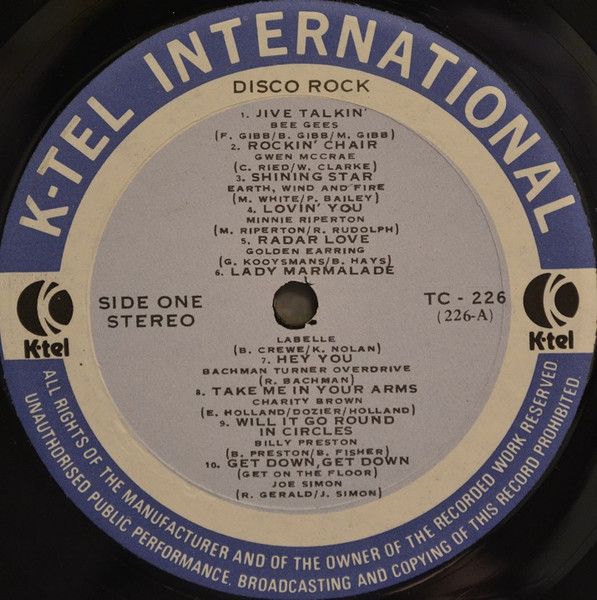 K-TEL INTERNATIONAL
DISCO ROCK
1. JIVE TALKIN'
BEE GEES
(F. GIBB/B. GIBB/M. GIBB)
2. ROCKIN' CHAIR
GWEN MCCRAE
(C. RIED/W. CLARKE)
3. SHINING STAR
EARTH, WIND AND FIRE
(M. WHITE/P. BAILEY)
4. LOVIN' YOU
MINNIE RIPERTON
(M. RIPERTON/R. RUDOLPH)
5. RADAR LOVE
GOLDEN EARRING
(G. KOOYSMANS/B. HAYS)
6. LADY MARMALADE
SIDE ONE
STEREO
TC - 226
(226-A)
K-tel
K-tel
LABELLE
(B. CREWE/K. NOLAN)
7. HEY YOU
BACHMAN TURNER OVERDRIVE
(R. BACHMAN)
8. TAKE ME IN YOUR ARMS
CHARITY BROWN
(E. HOLLAND/DOZIER/HOLLAND)
9. WILL IT GO ROUND
IN CIRCLES
BILLY PRESTON
(B. PRESTON/B. FISHER)
10. GET DOWN, GET DOWN
(GET ON THE FLOOR)
JOE SIMON
(R. GERALD/J. SIMON)
ALL RIGHTS OF THE MANUFACTURER AND OF THE OWNER OF THE RECORDED WORK RESERVED
UNAUTHORISED PUBLIC PERFORMANCE, BROADCASTING AND COPYING OF THIS RECORD PROHIBITED